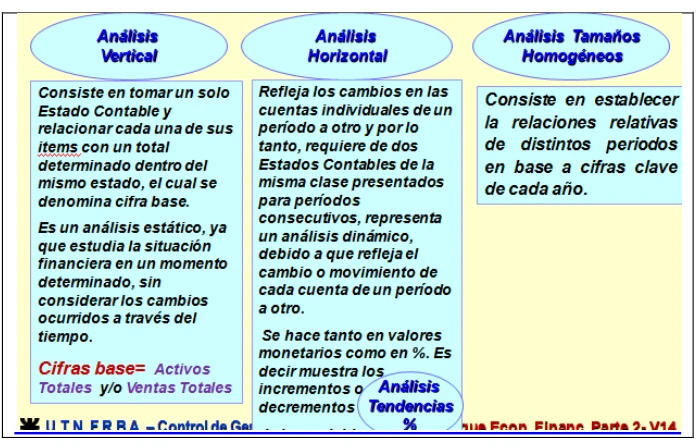 Análisis
Vertical
Análisis
Horizontal
Análisis Tamaños
Homogéneos
Consiste en tomar un solo
Estado Contable y
relacionar cada una de sus
items con un total
determinado dentro del
mismo estado, el cual se
denomina cifra base.
Es un análisis estático, ya
que estudia la situación
financiera en un momento
determinado, sin
considerar los cambios
ocurridos a través del
tiempo.
Cifras base= Activos
Totales y/o Ventas Totales
Refleja los cambios en las
cuentas individuales de un
período a otro y por lo
tanto, requiere de dos
Estados Contables de la
misma clase presentados
para períodos
consecutivos, representa
un análisis dinámico,
debido a que refleja el
cambio o movimiento de
cada cuenta de un período
a otro.
Se hace tanto en valores
monetarios como en %. Es
decir muestra los
incrementos o
decrementos
Análisis
Tendencias
%
Consiste en establecer
la relaciones relativas
de distintos periodos
en base a cifras clave
de cada año.
U.T.N. F.R.B.A. – Control de Ge
que Econ. Financ. Parte 2- V14